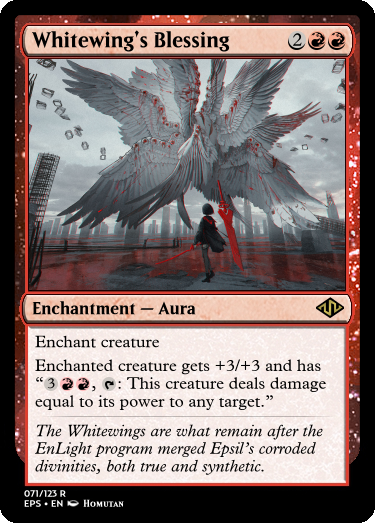 Whitewing's Blessing 2
Enchantment — Aura
Enchant creature
Enchanted creature gets +3/+3 and has
“3, : This creature deals damage
equal to its power to any target.”
The Whitewings are what remain after the
EnLight program merged Epsil's corroded
divinities, both true and synthetic.
071/123 R
EPS • EN Homutan